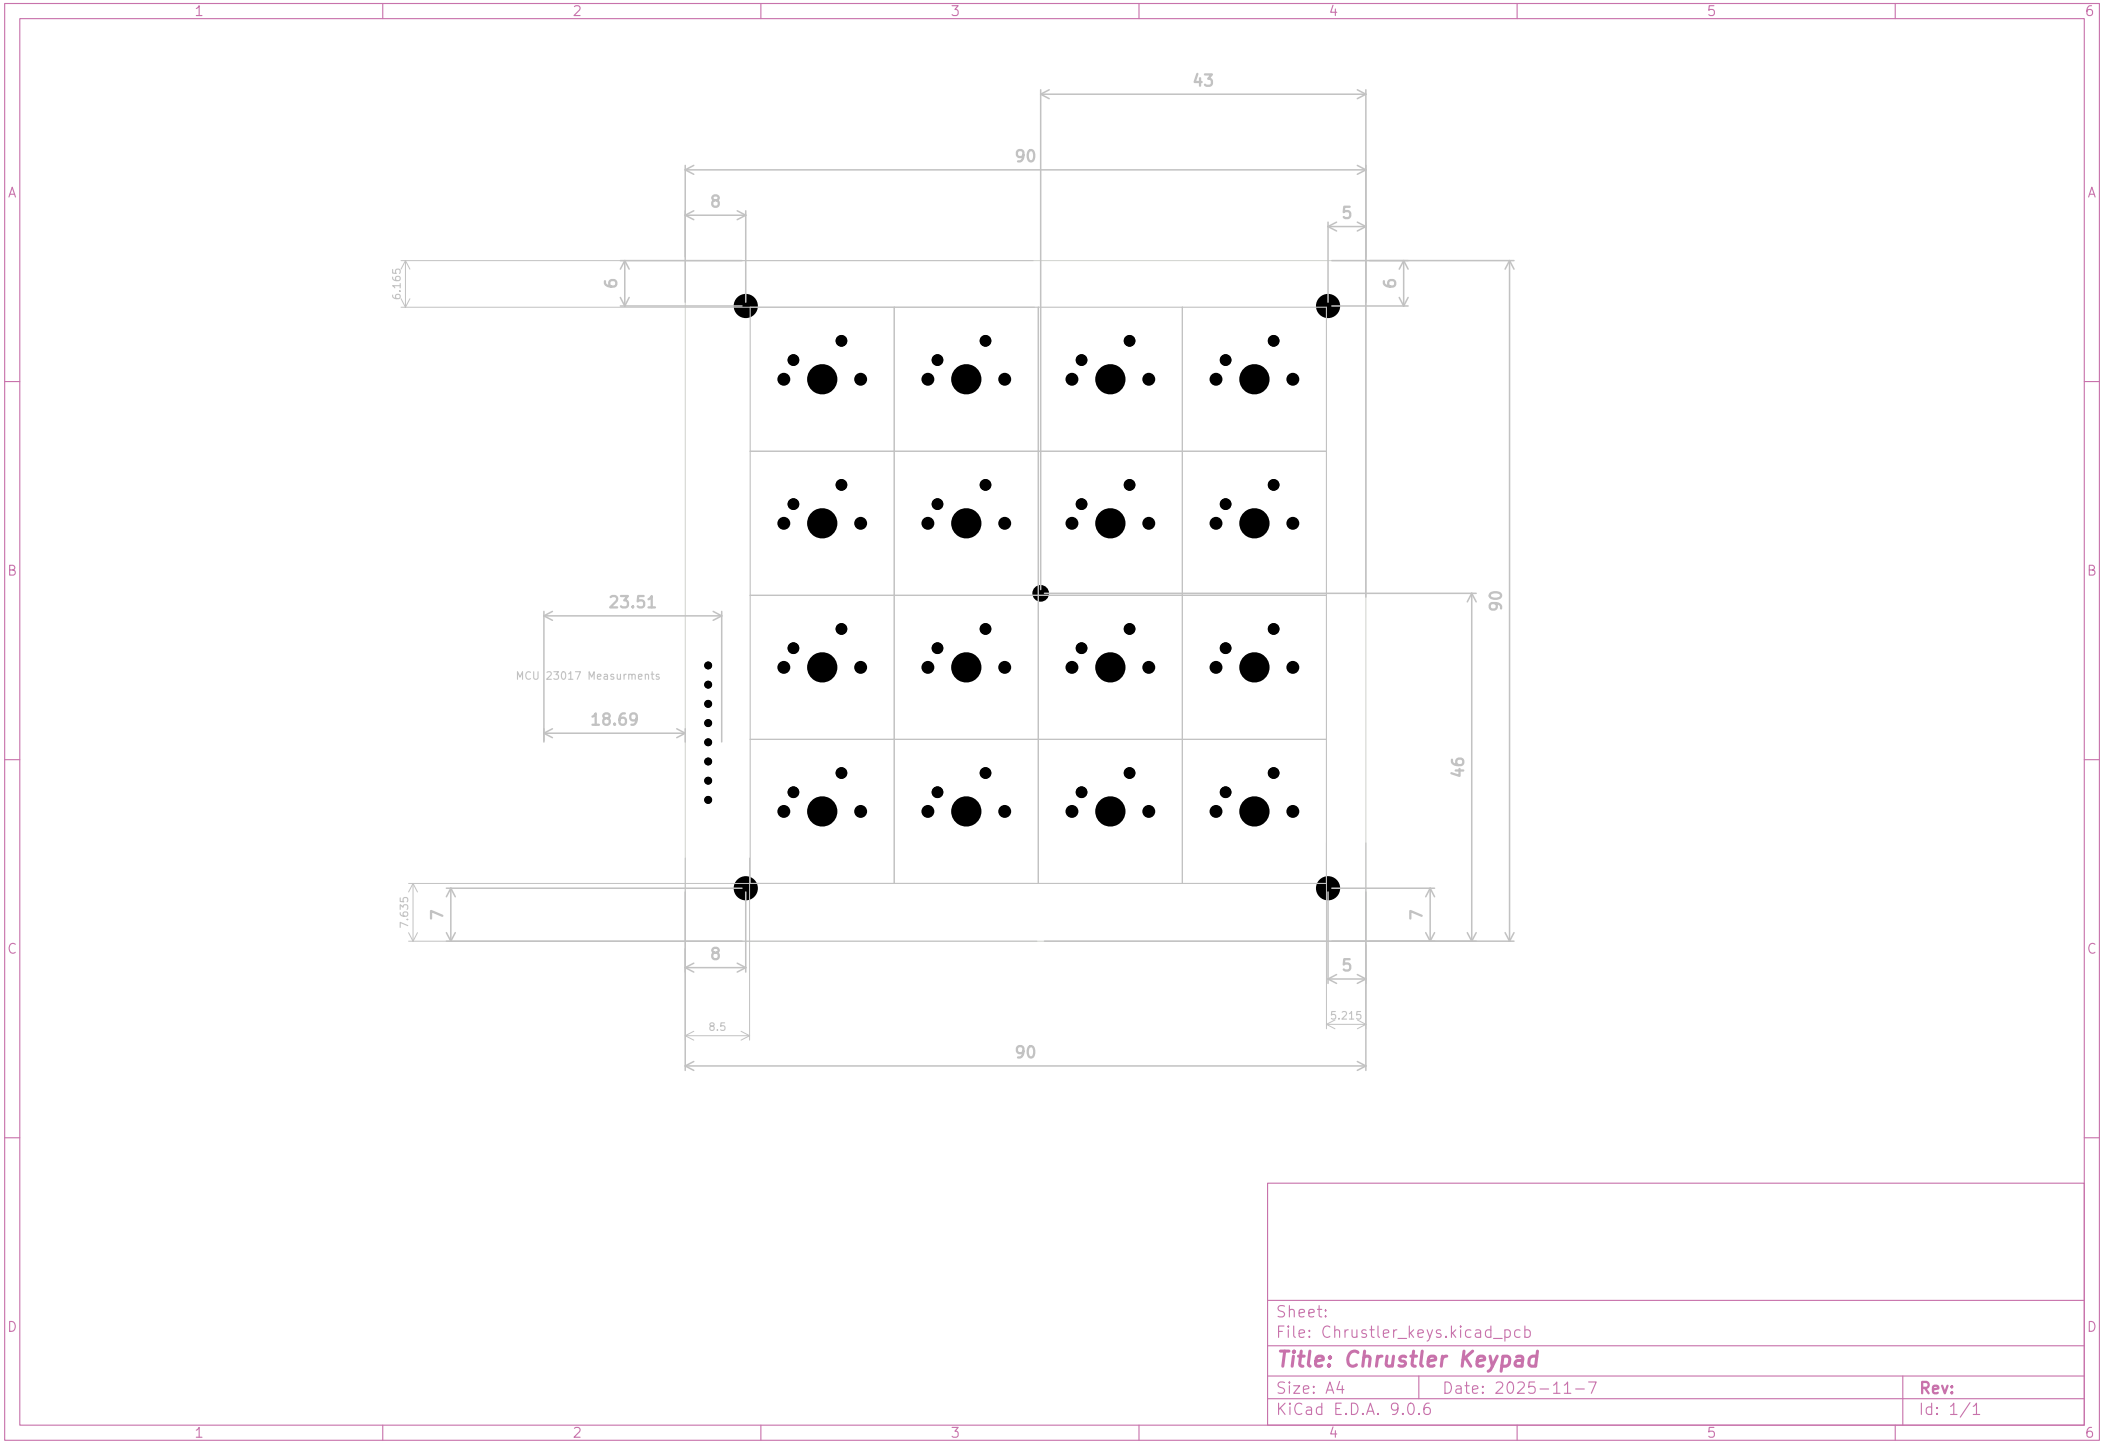 1 2 3 4 5 6
43
90
8
5
A A
6.165
6
6
23.51
90
B B
MCU 23017 Measurments
18.69
46
7.635
7
7
C C
8
5
8.5
5.215
90
Sheet:
File: Chrustler_keys.kicad_pcb
D D
Title: Chrustler Keypad
Size: A4 Date: 2025-11-7 Rev:
KiCad E.D.A. 9.0.6 Id: 1/1
1 2 3 4 5 6